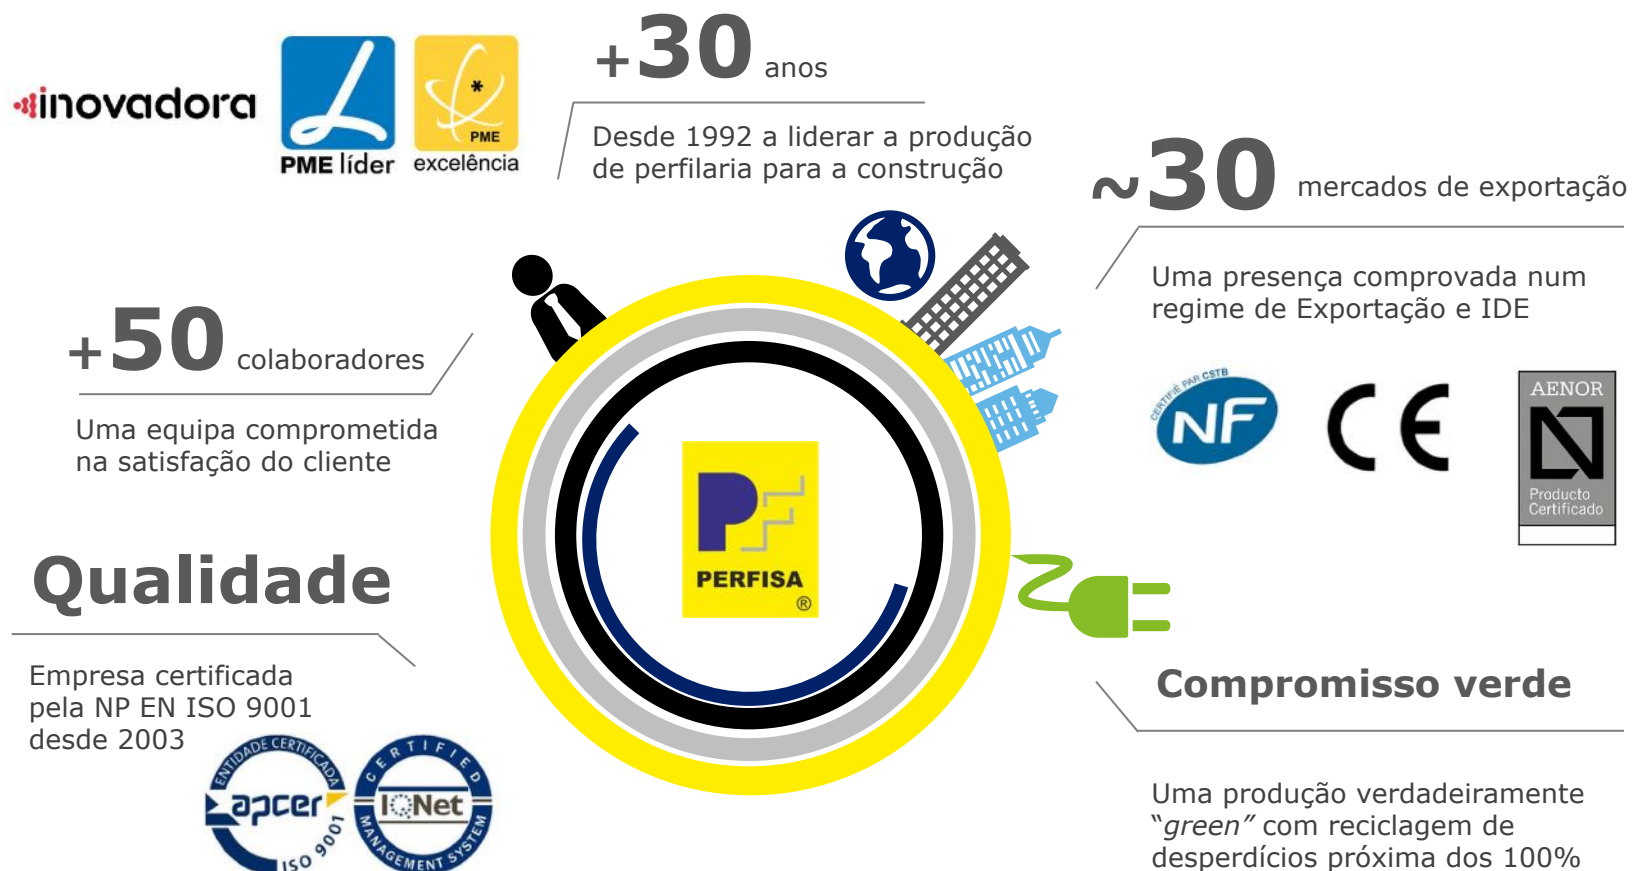 inovadora
PME líder
PME
excelência
+30 anos
Desde 1992 a liderar a produção
de perfilaria para a construção
~30 mercados de exportação
Uma presença comprovada num
regime de Exportação e IDE
CERTIFIÉ PAR CSTB
NF
CE
AENOR
N
Producto
Certificado
+50 colaboradores
Uma equipa comprometida
na satisfação do cliente
P
PERFISA
®
Qualidade
Empresa certificada
pela NP EN ISO 9001
desde 2003
ENTIDADE CERTIFICADA
apcer
ISO 9001
CERTIFIED
IQNet
MANAGEMENT SYSTEM
Compromisso verde
Uma produção verdadeiramente
“green” com reciclagem de
desperdícios próxima dos 100%